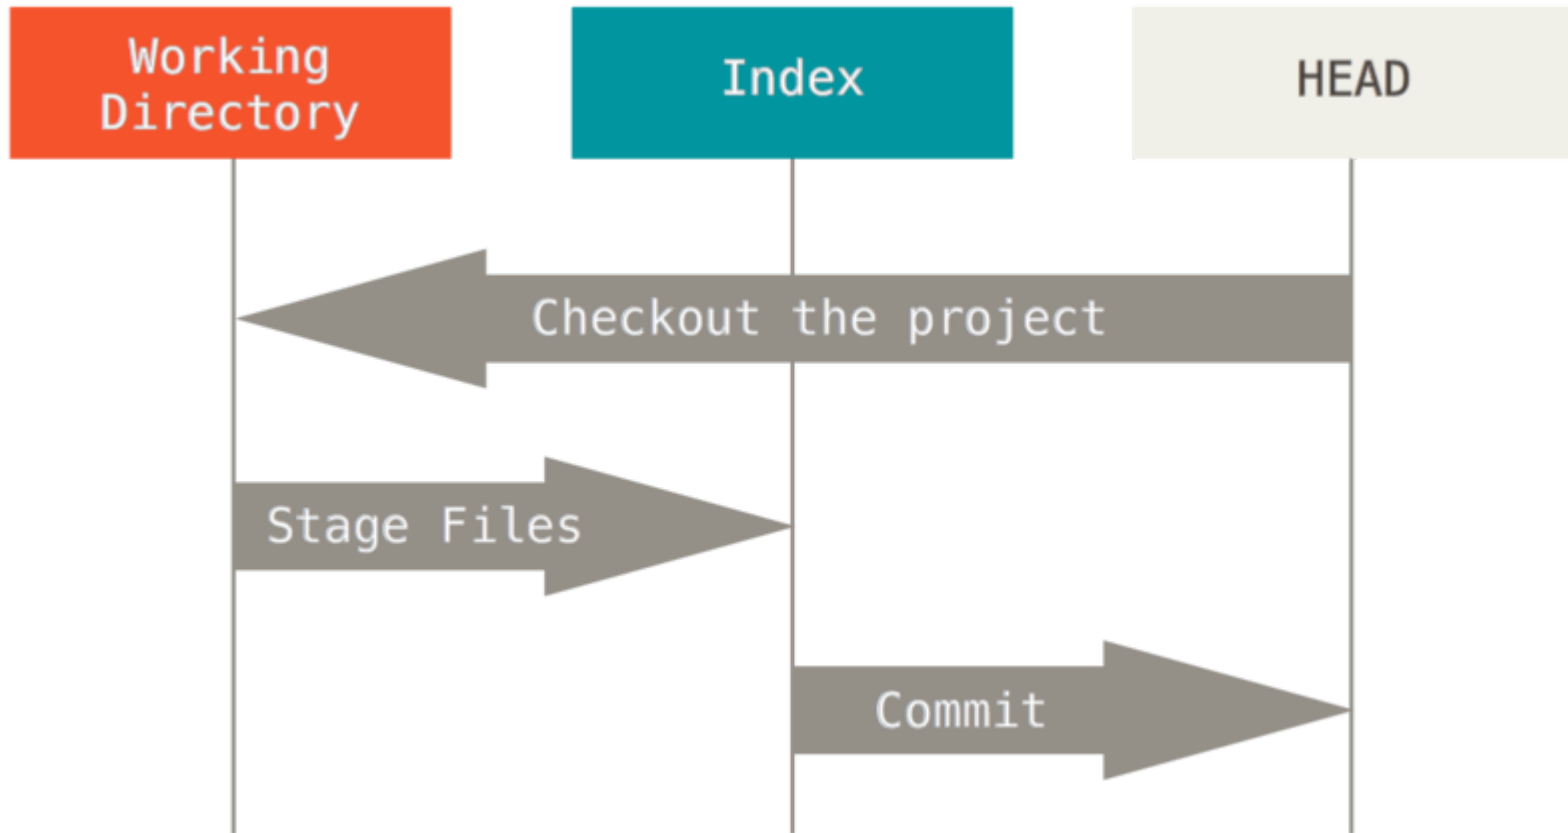 Working
Directory
Index
HEAD
Checkout the project
Stage Files
Commit